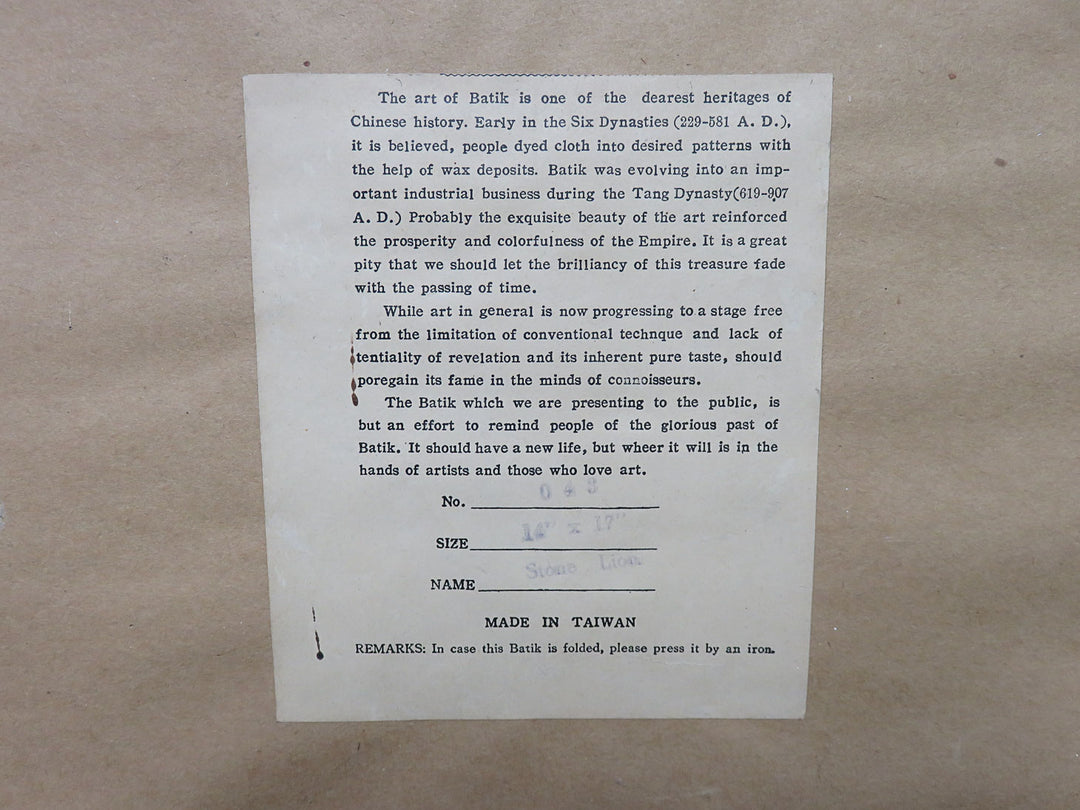 The art of Batik is one of the dearest heritages of
Chinese history. Early in the Six Dynasties (229-581 A. D.),
it is believed, people dyed cloth into desired patterns with
the help of wax deposits. Batik was evolving into an imp-
ortant industrial business during the Tang Dynasty(619-907
A. D.) Probably the exquisite beauty of the art reinforced
the prosperity and colorfulness of the Empire. It is a great
pity that we should let the brilliancy of this treasure fade
with the passing of time.
While art in general is now progressing to a stage free
from the limitation of conventional technque and lack of
tentiality of revelation and its inherent pure taste, should
poregain its fame in the minds of connoisseurs.
The Batik which we are presenting to the public, is
but an effort to remind people of the glorious past of
Batik. It should have a new life, but wheer it will is in the
hands of artists and those who love art.
No. 043
SIZE 14" x 17"
NAME Stone Lion
MADE IN TAIWAN
REMARKS: In case this Batik is folded, please press it by an iron.